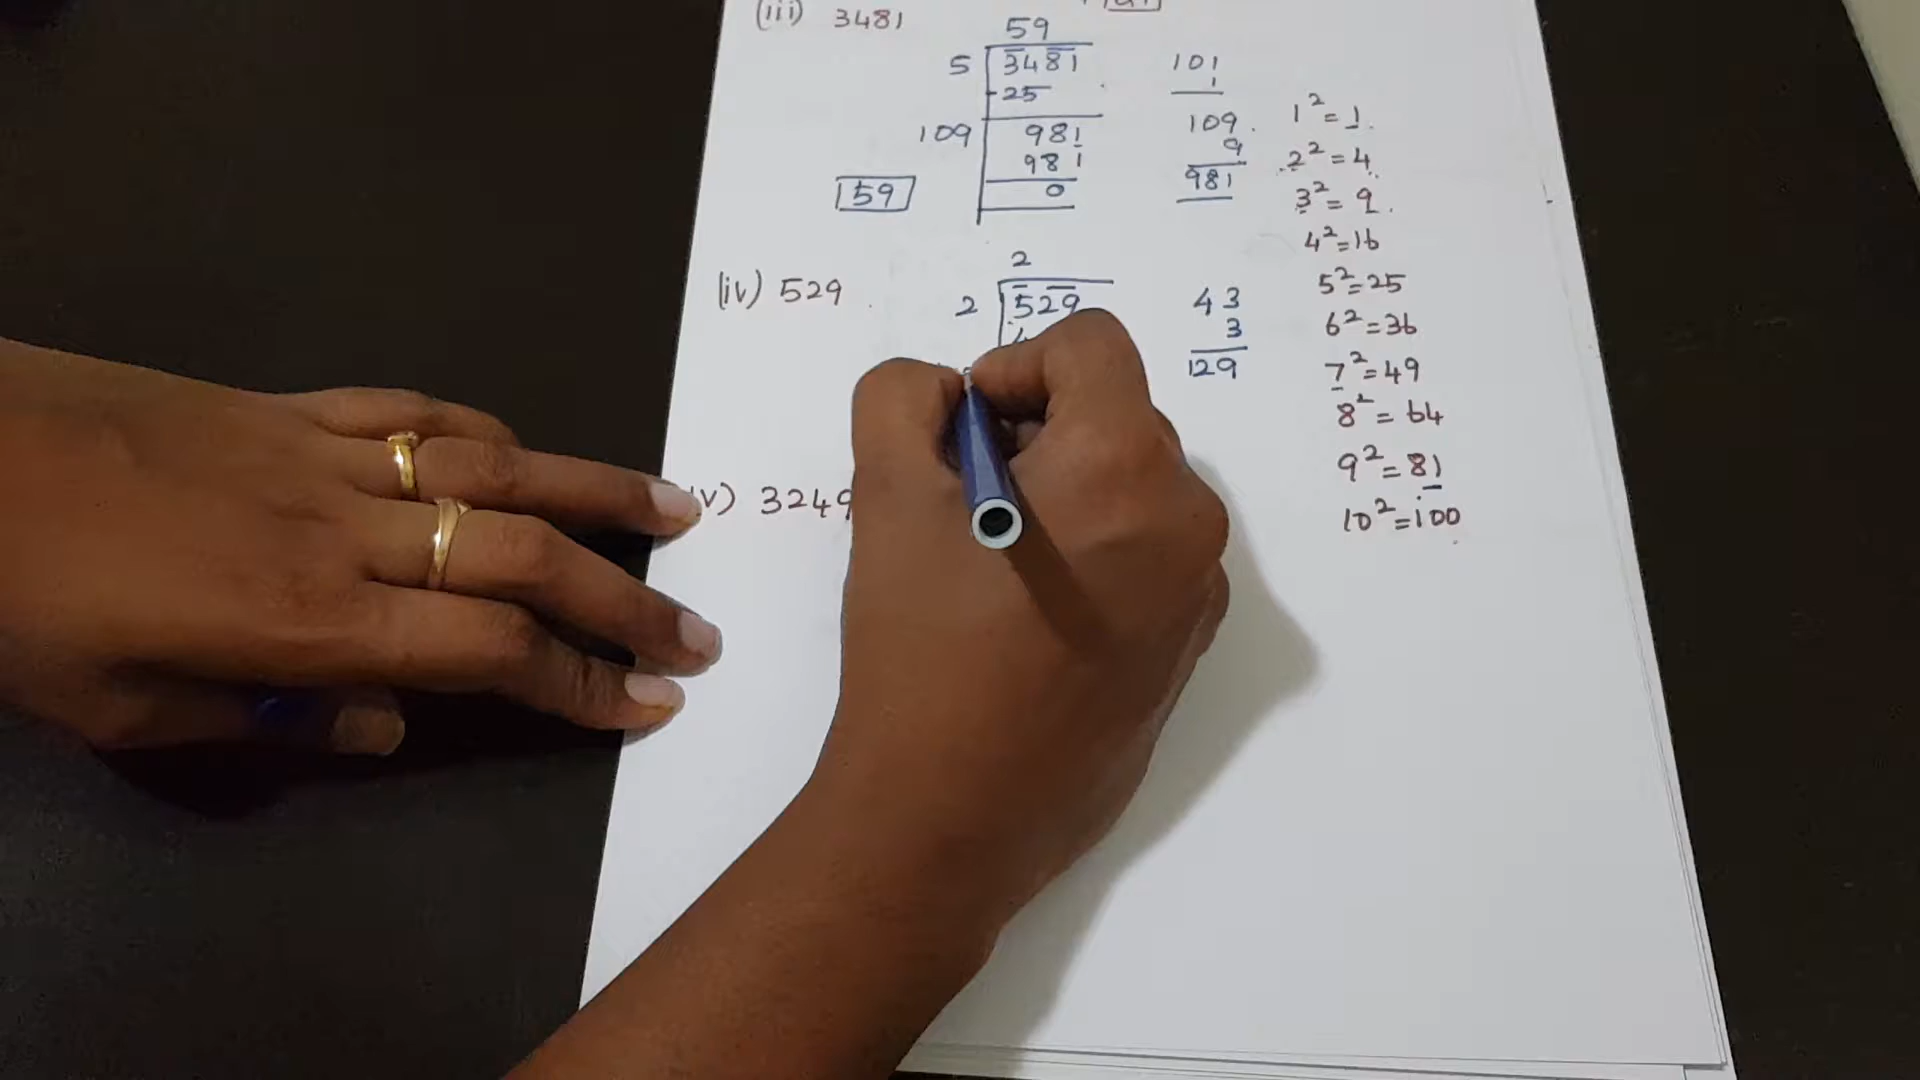 (iii) 3481
59
5 3481
- 25
109 981
981
0
59
101
1
109
9
981
1² = 1
2² = 4
3² = 9
4² = 16
5² = 25
6² = 36
7² = 49
8² = 64
9² = 81
10² = 100
(iv) 529
2
2 529
4
43
3
129
v) 3249